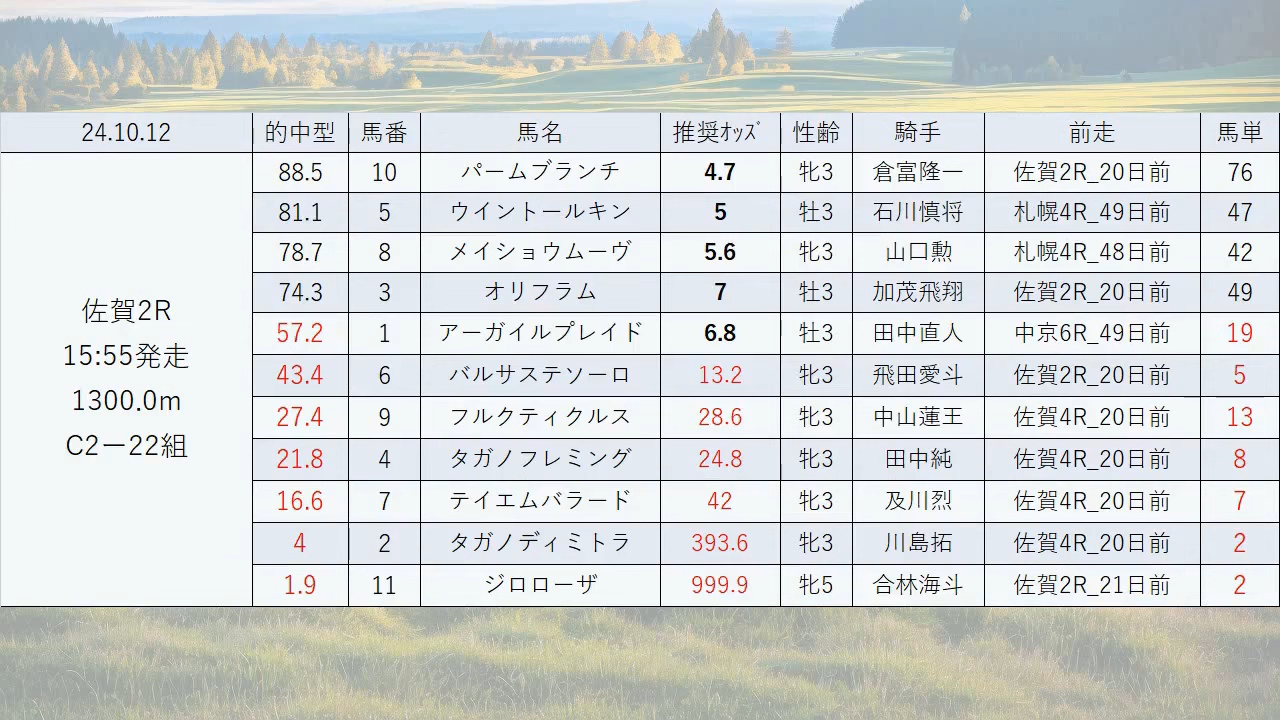 24.10.12 的中型 馬番 馬名 推奨ｵｯｽﾞ 性齢 騎手 前走 馬単
佐賀2R
15:55発走
1300.0m
C2ー22組
88.5 10 パームブランチ 4.7 牝3 倉富隆一 佐賀2R_20日前 76
81.1 5 ウイントールキン 5 牡3 石川慎将 札幌4R_49日前 47
78.7 8 メイショウムーヴ 5.6 牝3 山口勲 札幌4R_48日前 42
74.3 3 オリフラム 7 牡3 加茂飛翔 佐賀2R_20日前 49
57.2 1 アーガイルプレイド 6.8 牡3 田中直人 中京6R_49日前 19
43.4 6 バルサステソーロ 13.2 牝3 飛田愛斗 佐賀2R_20日前 5
27.4 9 フルクティクルス 28.6 牝3 中山蓮王 佐賀4R_20日前 13
21.8 4 タガノフレミング 24.8 牝3 田中純 佐賀4R_20日前 8
16.6 7 テイエムバラード 42 牝3 及川烈 佐賀4R_20日前 7
4 2 タガノディミトラ 393.6 牝3 川島拓 佐賀4R_20日前 2
1.9 11 ジロローザ 999.9 牝5 合林海斗 佐賀2R_21日前 2